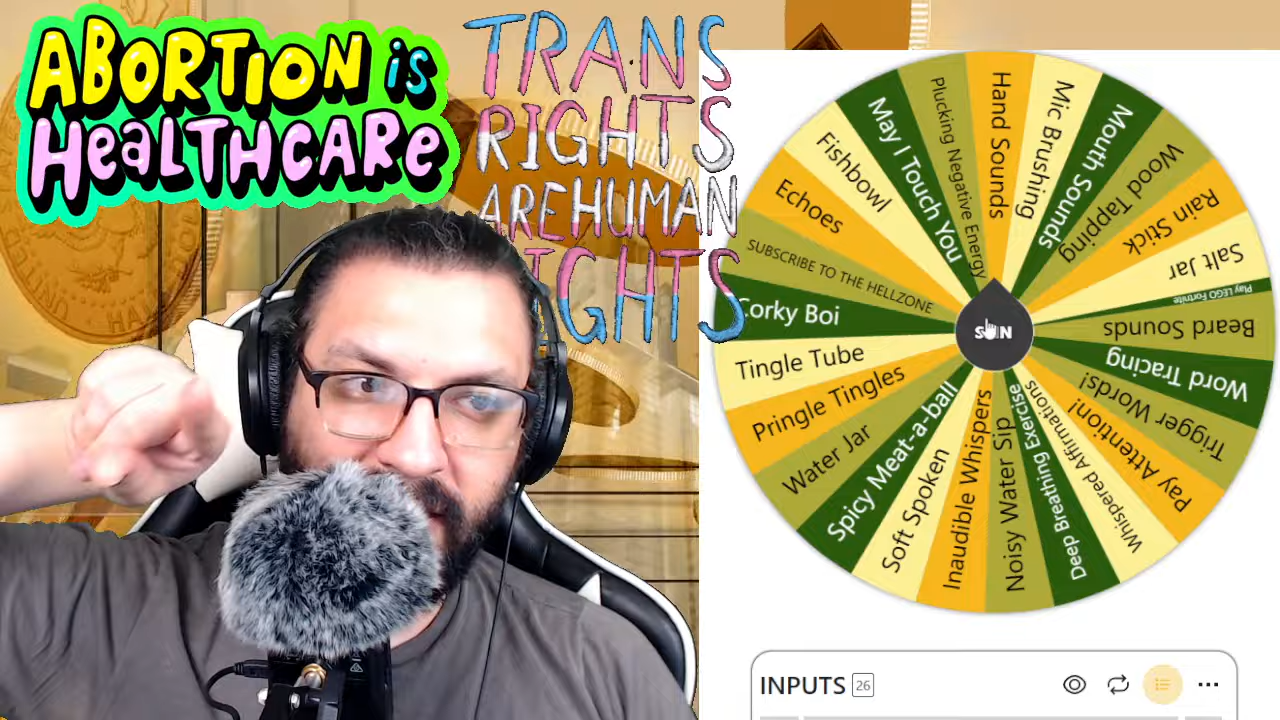 ABORTION is
HEALTHCARE
TRANS
RIGHTS
ARE HUMAN
RIGHTS
Hand Sounds
Mic Brushing
Mouth Sounds
Wood Tapping
Rain Stick
Salt Jar
Play LEGO Fortnite
Beard Sounds
Word Tracing
Trigger Words!
Pay Attention!
Whispered Affirmations
Deep Breathing Exercise
Noisy Water Sip
Inaudible Whispers
Soft Spoken
Spicy Meat-a-ball
Water Jar
Pringle Tingles
Tingle Tube
Corky Boi
SUBSCRIBE TO THE HELLZONE
Echoes
Fishbowl
May I Touch You
Plucking Negative Energy
SPIN
INPUTS 26